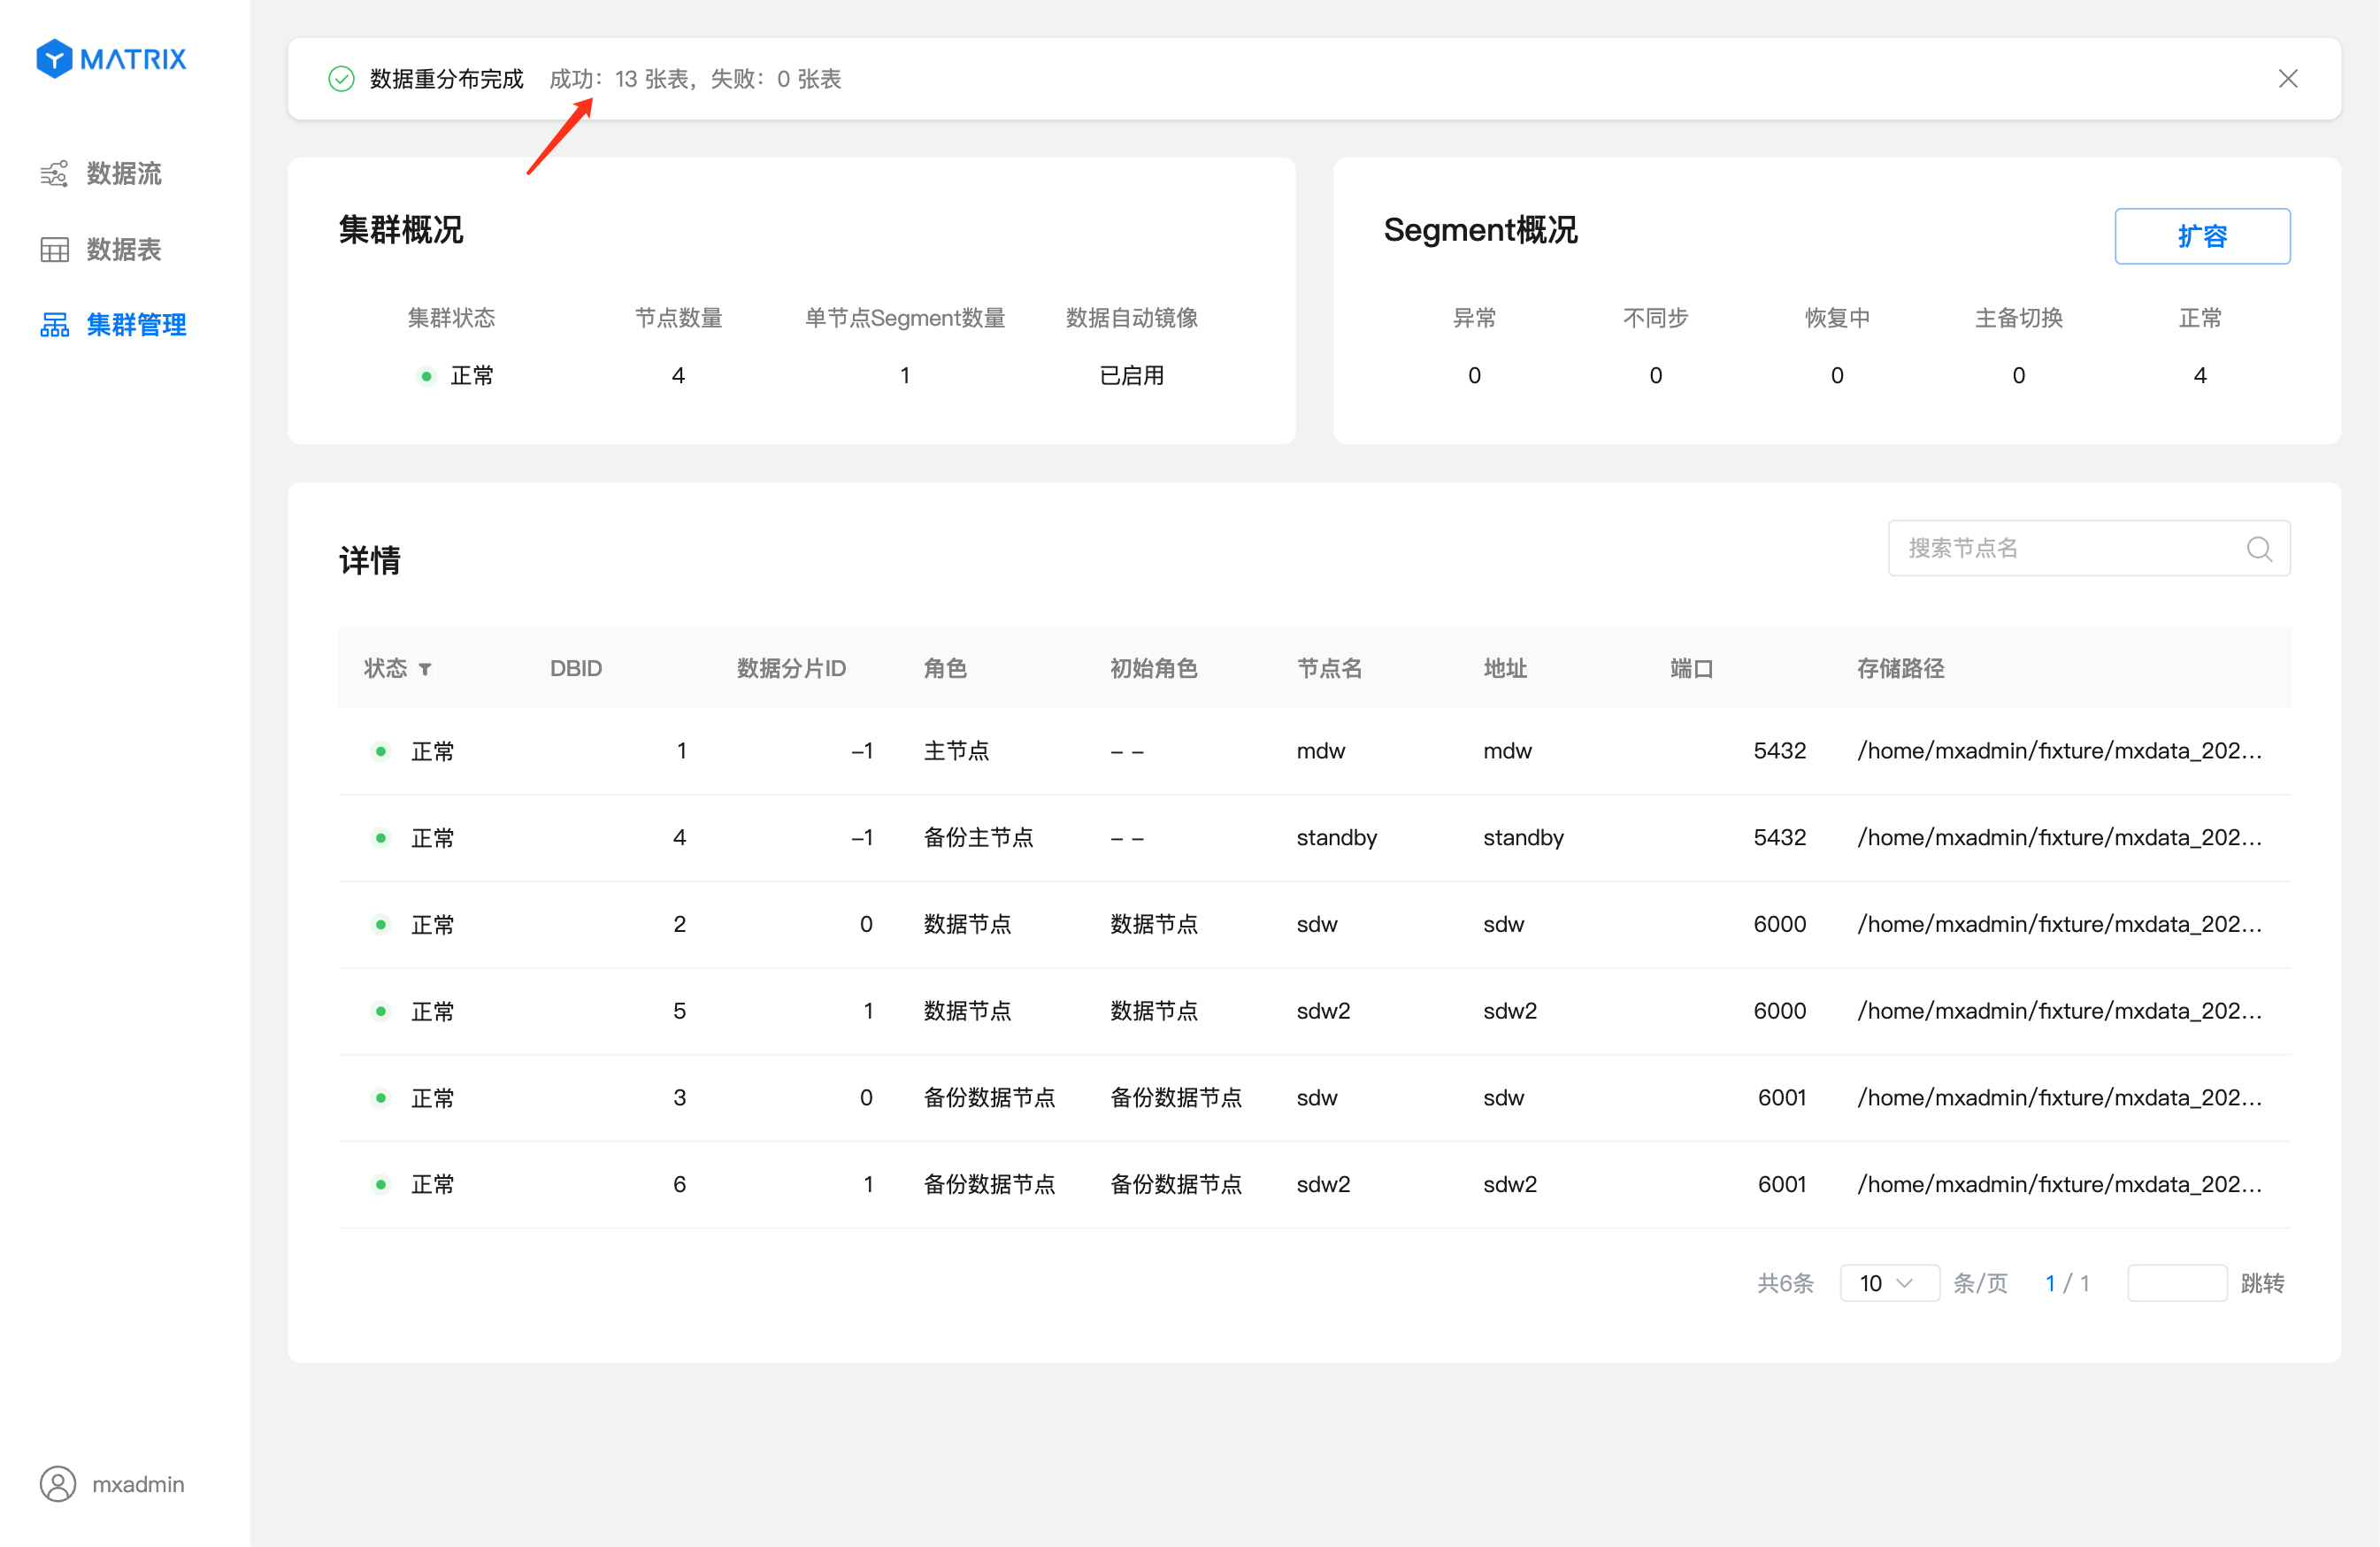 MATRIX
数据流
数据表
集群管理
数据重分布完成 成功：13 张表，失败：0 张表
集群概况
集群状态 节点数量 单节点Segment数量 数据自动镜像
正常 4 1 已启用
Segment概况
扩容
异常 不同步 恢复中 主备切换 正常
0 0 0 0 4
详情
搜索节点名
状态 DBID 数据分片ID 角色 初始角色 节点名 地址 端口 存储路径
正常 1 –1 主节点 – – mdw mdw 5432 /home/mxadmin/fixture/mxdata_202...
正常 4 –1 备份主节点 – – standby standby 5432 /home/mxadmin/fixture/mxdata_202...
正常 2 0 数据节点 数据节点 sdw sdw 6000 /home/mxadmin/fixture/mxdata_202...
正常 5 1 数据节点 数据节点 sdw2 sdw2 6000 /home/mxadmin/fixture/mxdata_202...
正常 3 0 备份数据节点 备份数据节点 sdw sdw 6001 /home/mxadmin/fixture/mxdata_202...
正常 6 1 备份数据节点 备份数据节点 sdw2 sdw2 6001 /home/mxadmin/fixture/mxdata_202...
共6条 10 条/页 1 / 1 跳转
mxadmin